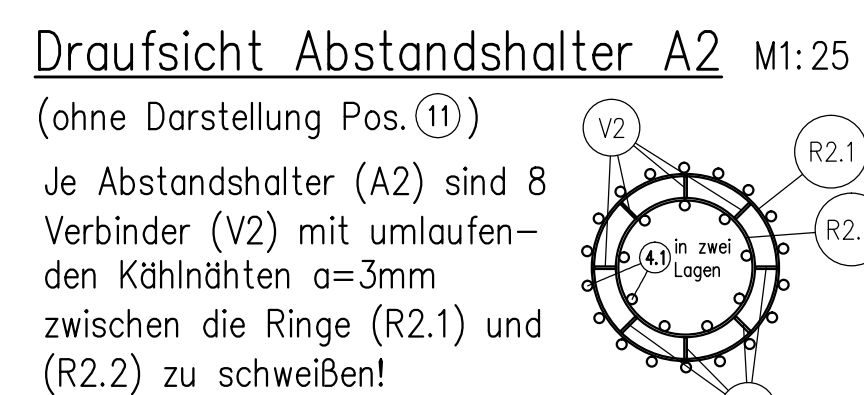 Draufsicht Abstandshalter A2 M1:25
(ohne Darstellung Pos. 11)
Je Abstandshalter (A2) sind 8
Verbinder (V2) mit umlaufen-
den Kählnähten a=3mm
zwischen die Ringe (R2.1) und
(R2.2) zu schweißen!
V2
R2.1
R2.
4.1
in zwei
Lagen